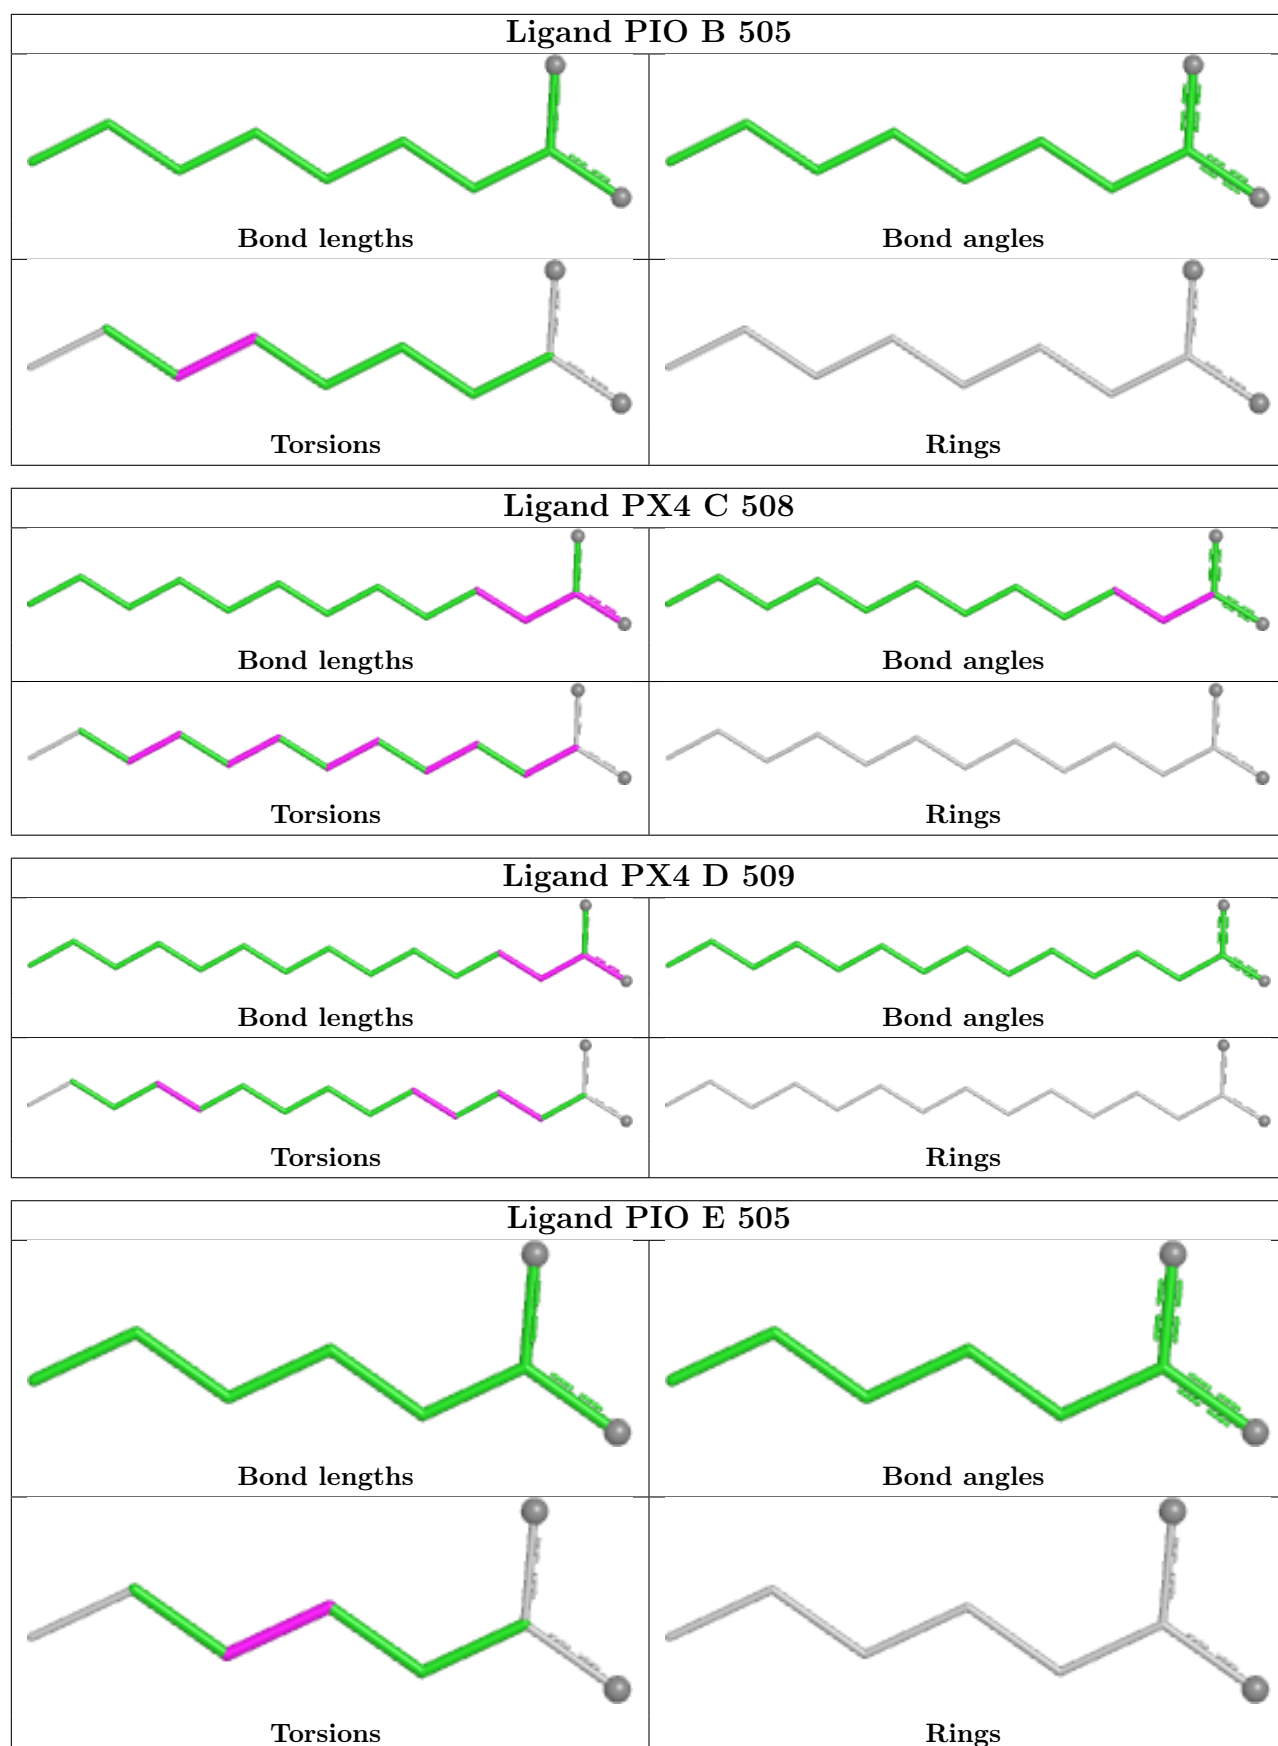 Ligand PIO B 505
Bond lengths
Bond angles
Torsions
Rings
Ligand PX4 C 508
Bond lengths
Bond angles
Torsions
Rings
Ligand PX4 D 509
Bond lengths
Bond angles
Torsions
Rings
Ligand PIO E 505
Bond lengths
Bond angles
Torsions
Rings